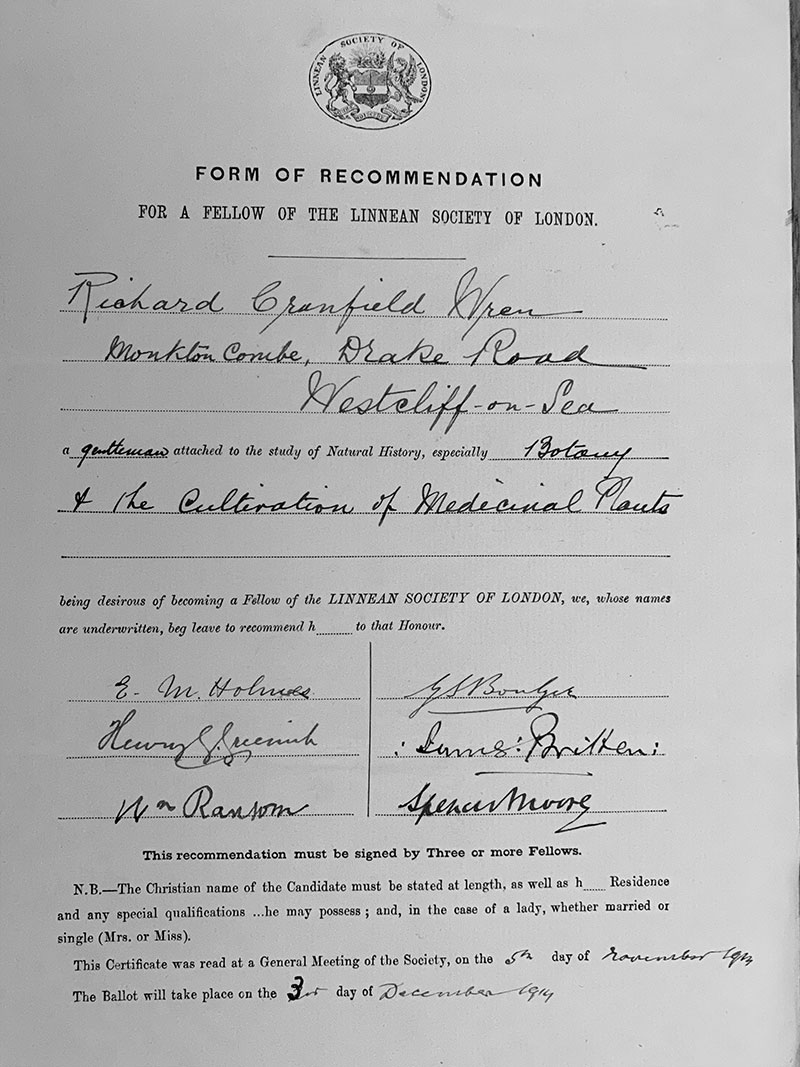 LINNEAN SOCIETY OF LONDON
FORM OF RECOMMENDATION
FOR A FELLOW OF THE LINNEAN SOCIETY OF LONDON.
Richard Cranfield Wren
Monkton Combe, Drake Road
Westcliff-on-Sea
a gentleman attached to the study of Natural History, especially Botany
& the Cultivation of Medicinal Plants
being desirous of becoming a Fellow of the LINNEAN SOCIETY OF LONDON, we, whose names
are underwritten, beg leave to recommend h to that Honour.
E. M. Holmes
Henry G. Greenish
Wm Ransom
G S Boulger
: James : Britten :
Spencer Moore
This recommendation must be signed by Three or more Fellows.
N.B.—The Christian name of the Candidate must be stated at length, as well as h Residence
and any special qualifications ...he may possess ; and, in the case of a lady, whether married or
single (Mrs. or Miss).
This Certificate was read at a General Meeting of the Society, on the 5th day of November 1914
The Ballot will take place on the 3rd day of December 1914